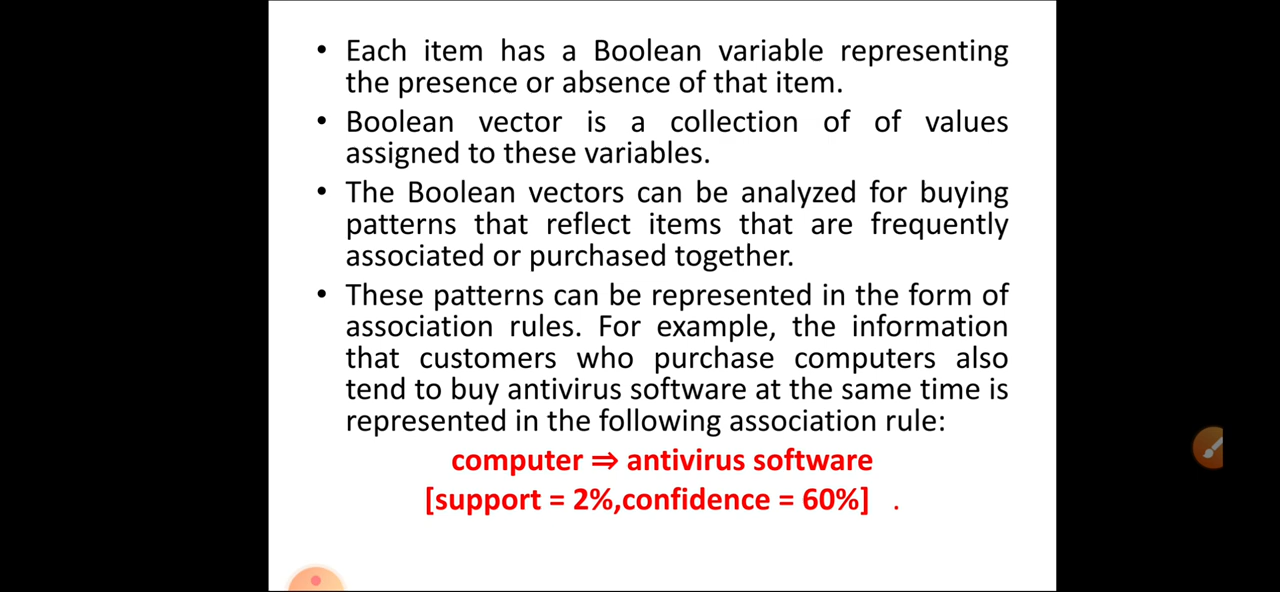 • Each item has a Boolean variable representing
the presence or absence of that item.
• Boolean vector is a collection of of values
assigned to these variables.
• The Boolean vectors can be analyzed for buying
patterns that reflect items that are frequently
associated or purchased together.
• These patterns can be represented in the form of
association rules. For example, the information
that customers who purchase computers also
tend to buy antivirus software at the same time is
represented in the following association rule:
computer ⇒ antivirus software
[support = 2%,confidence = 60%] .